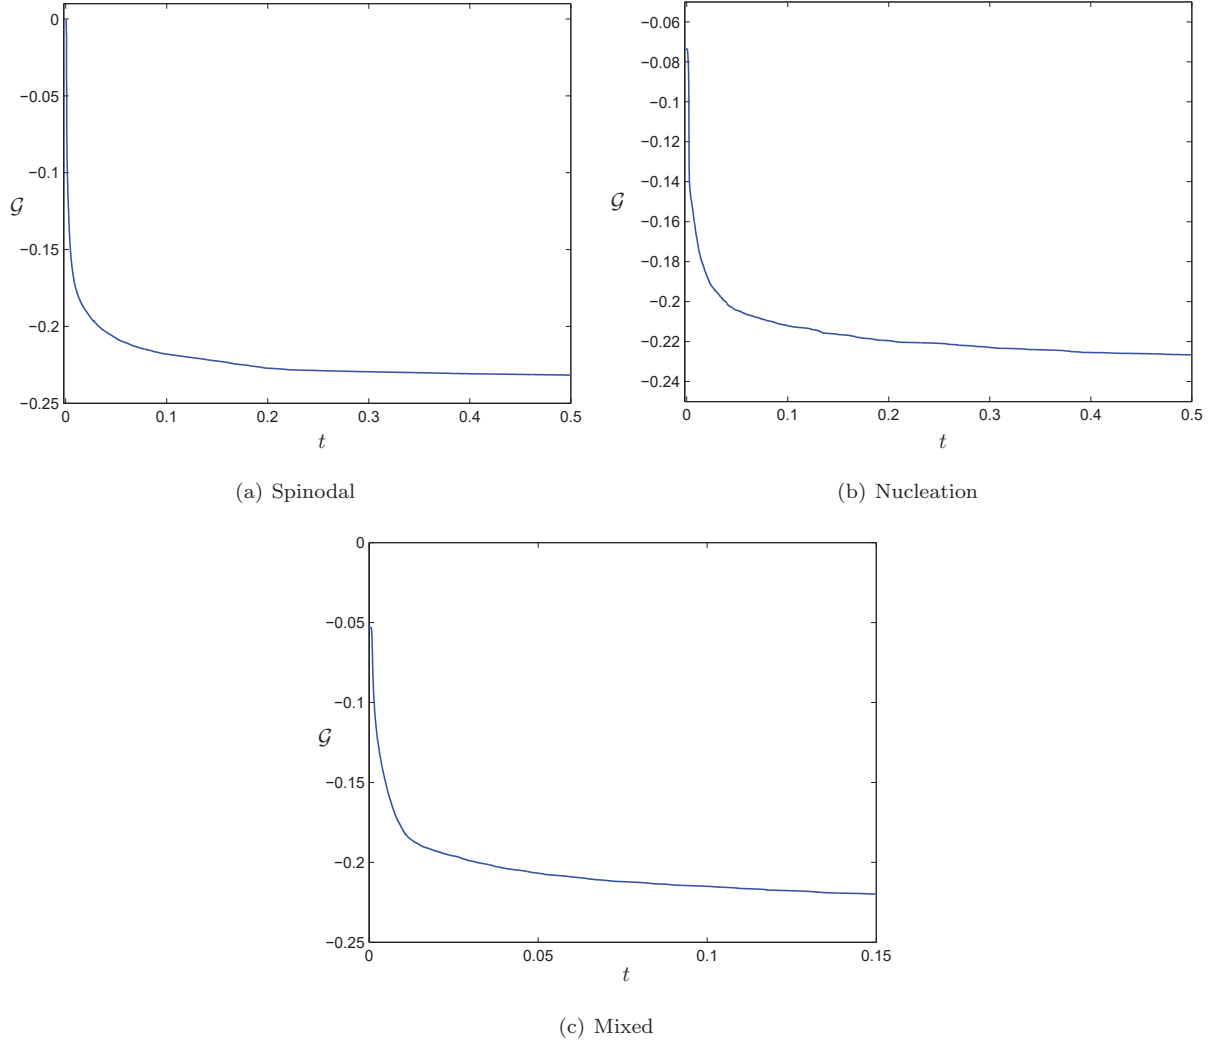 0
−0.05
−0.1
−0.15
−0.2
−0.25
𝒢
0 0.1 0.2 0.3 0.4 0.5
t
(a) Spinodal
−0.06
−0.08
−0.1
−0.12
−0.14
−0.16
−0.18
−0.2
−0.22
−0.24
𝒢
0 0.1 0.2 0.3 0.4 0.5
t
(b) Nucleation
0
−0.05
−0.1
−0.15
−0.2
−0.25
𝒢
0 0.05 0.1 0.15
t
(c) Mixed